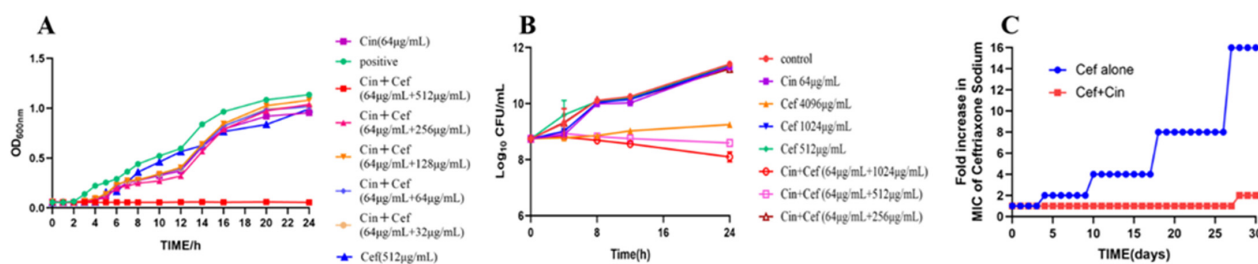 A
OD600nm
1.5
1.0
0.5
0.0
0 2 4 6 8 10 12 14 16 18 20 22 24
TIME/h
Cin(64μg/mL)
positive
Cin+Cef
(64μg/mL+512μg/mL)
Cin+Cef
(64μg/mL+256μg/mL)
Cin+Cef
(64μg/mL+128μg/mL)
Cin+Cef
(64μg/mL+64μg/mL)
Cin+Cef
(64μg/mL+32μg/mL)
Cef(512μg/mL)
B
Log10 CFU/mL
12
10
8
6
0 8 16 24
Time(h)
control
Cin 64μg/mL
Cef 4096μg/mL
Cef 1024μg/mL
Cef 512μg/mL
Cin+Cef (64μg/mL+1024μg/mL)
Cin+Cef (64μg/mL+512μg/mL)
Cin+Cef (64μg/mL+256μg/mL)
C
Fold increase in
MIC of Ceftriaxone Sodium
16
14
12
10
8
6
4
2
0
0 5 10 15 20 25 30
TIME(days)
Cef alone
Cef+Cin